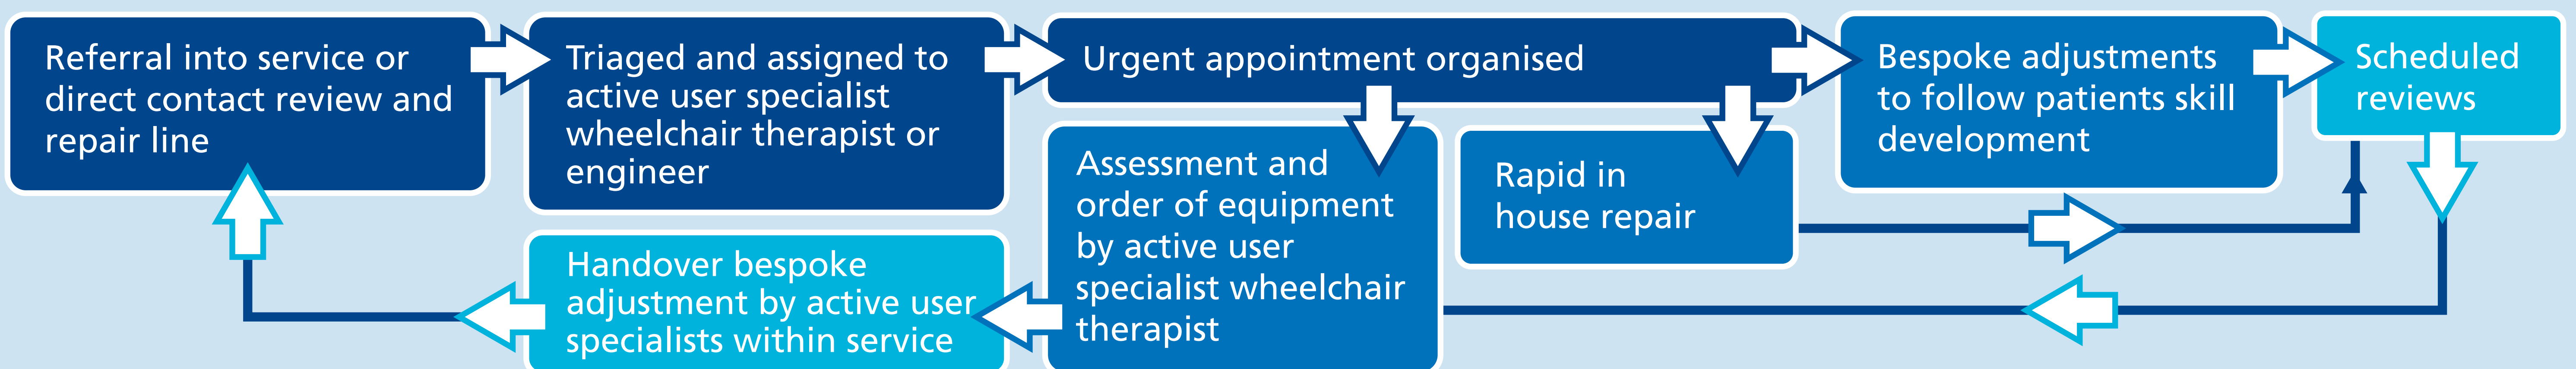 Referral into service or
direct contact review and
repair line
Triaged and assigned to
active user specialist
wheelchair therapist or
engineer
Urgent appointment organised
Bespoke adjustments
to follow patients skill
development
Scheduled
reviews
Assessment and
order of equipment
by active user
specialist wheelchair
therapist
Rapid in
house repair
Handover bespoke
adjustment by active user
specialists within service